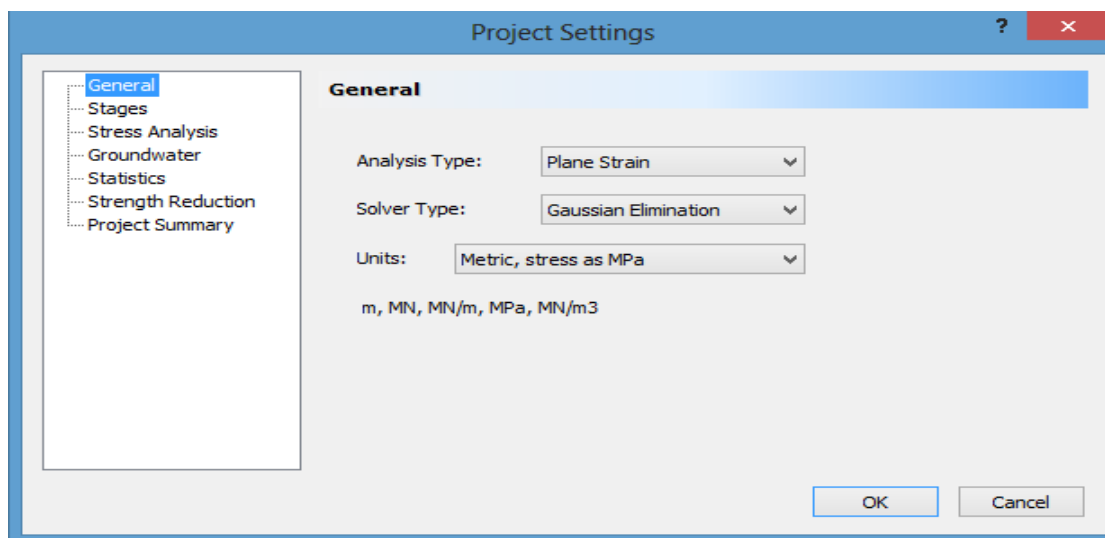 Project Settings
?
General
Stages
Stress Analysis
Groundwater
Statistics
Strength Reduction
Project Summary
General
Analysis Type: Plane Strain
Solver Type: Gaussian Elimination
Units: Metric, stress as MPa
m, MN, MN/m, MPa, MN/m3
OK Cancel